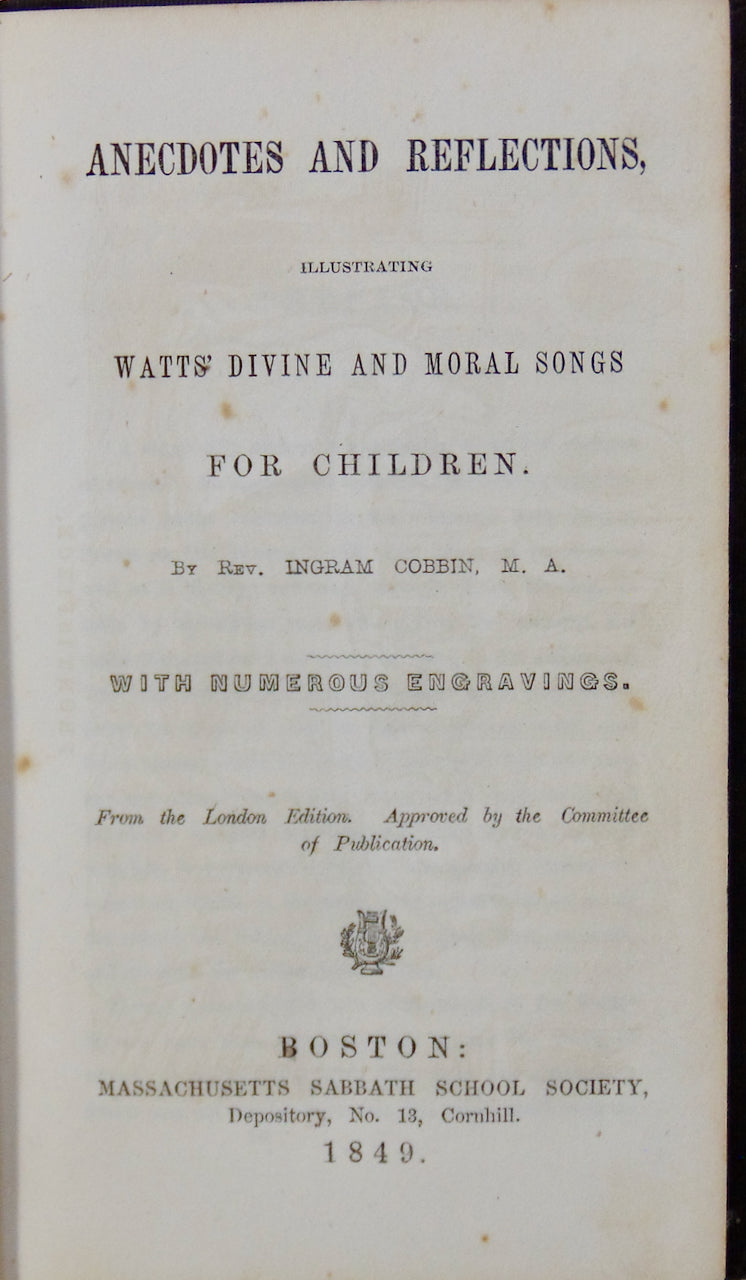 ANECDOTES AND REFLECTIONS,
ILLUSTRATING
WATTS' DIVINE AND MORAL SONGS
FOR CHILDREN.
By Rev. INGRAM COBBIN, M. A.
WITH NUMEROUS ENGRAVINGS.
From the London Edition. Approved by the Committee
of Publication.
BOSTON:
MASSACHUSETTS SABBATH SCHOOL SOCIETY,
Depository, No. 13, Cornhill.
1849.